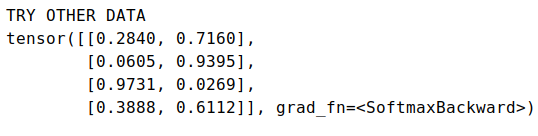 TRY OTHER DATA
tensor([[0.2840, 0.7160],
        [0.0605, 0.9395],
        [0.9731, 0.0269],
        [0.3888, 0.6112]], grad_fn=<SoftmaxBackward>)